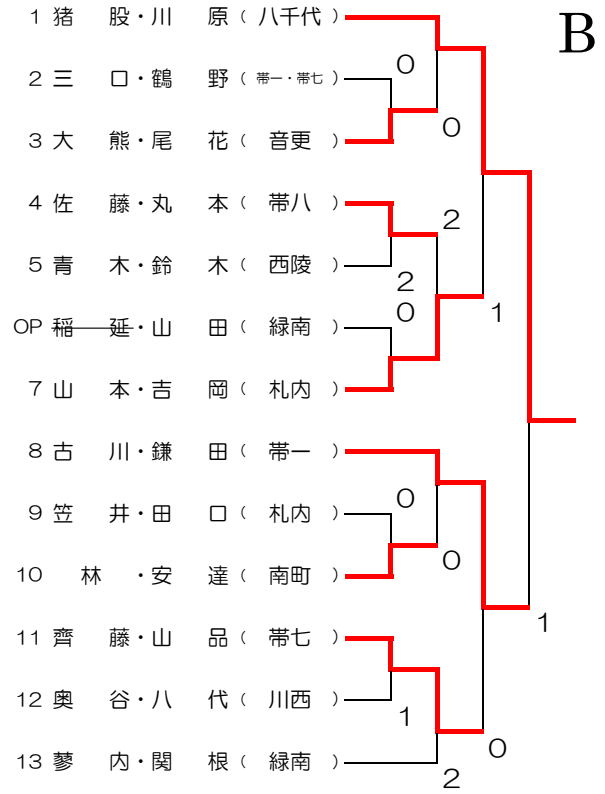 B
1 猪 股・川 原 ( 八千代 )
0
2 三 口・鶴 野 ( 帯一・帯七 )
0
3 大 熊・尾 花 ( 音更 )
4 佐 藤・丸 本 ( 帯八 )
2
5 青 木・鈴 木 ( 西陵 )
2
0
1
OP 稲 延・山 田 ( 緑南 )
7 山 本・吉 岡 ( 札内 )
8 古 川・鎌 田 ( 帯一 )
0
9 笠 井・田 口 ( 札内 )
0
10 林 ・安 達 ( 南町 )
1
11 齊 藤・山 品 ( 帯七 )
12 奥 谷・八 代 ( 川西 )
1
0
13 蓼 内・関 根 ( 緑南 )
2